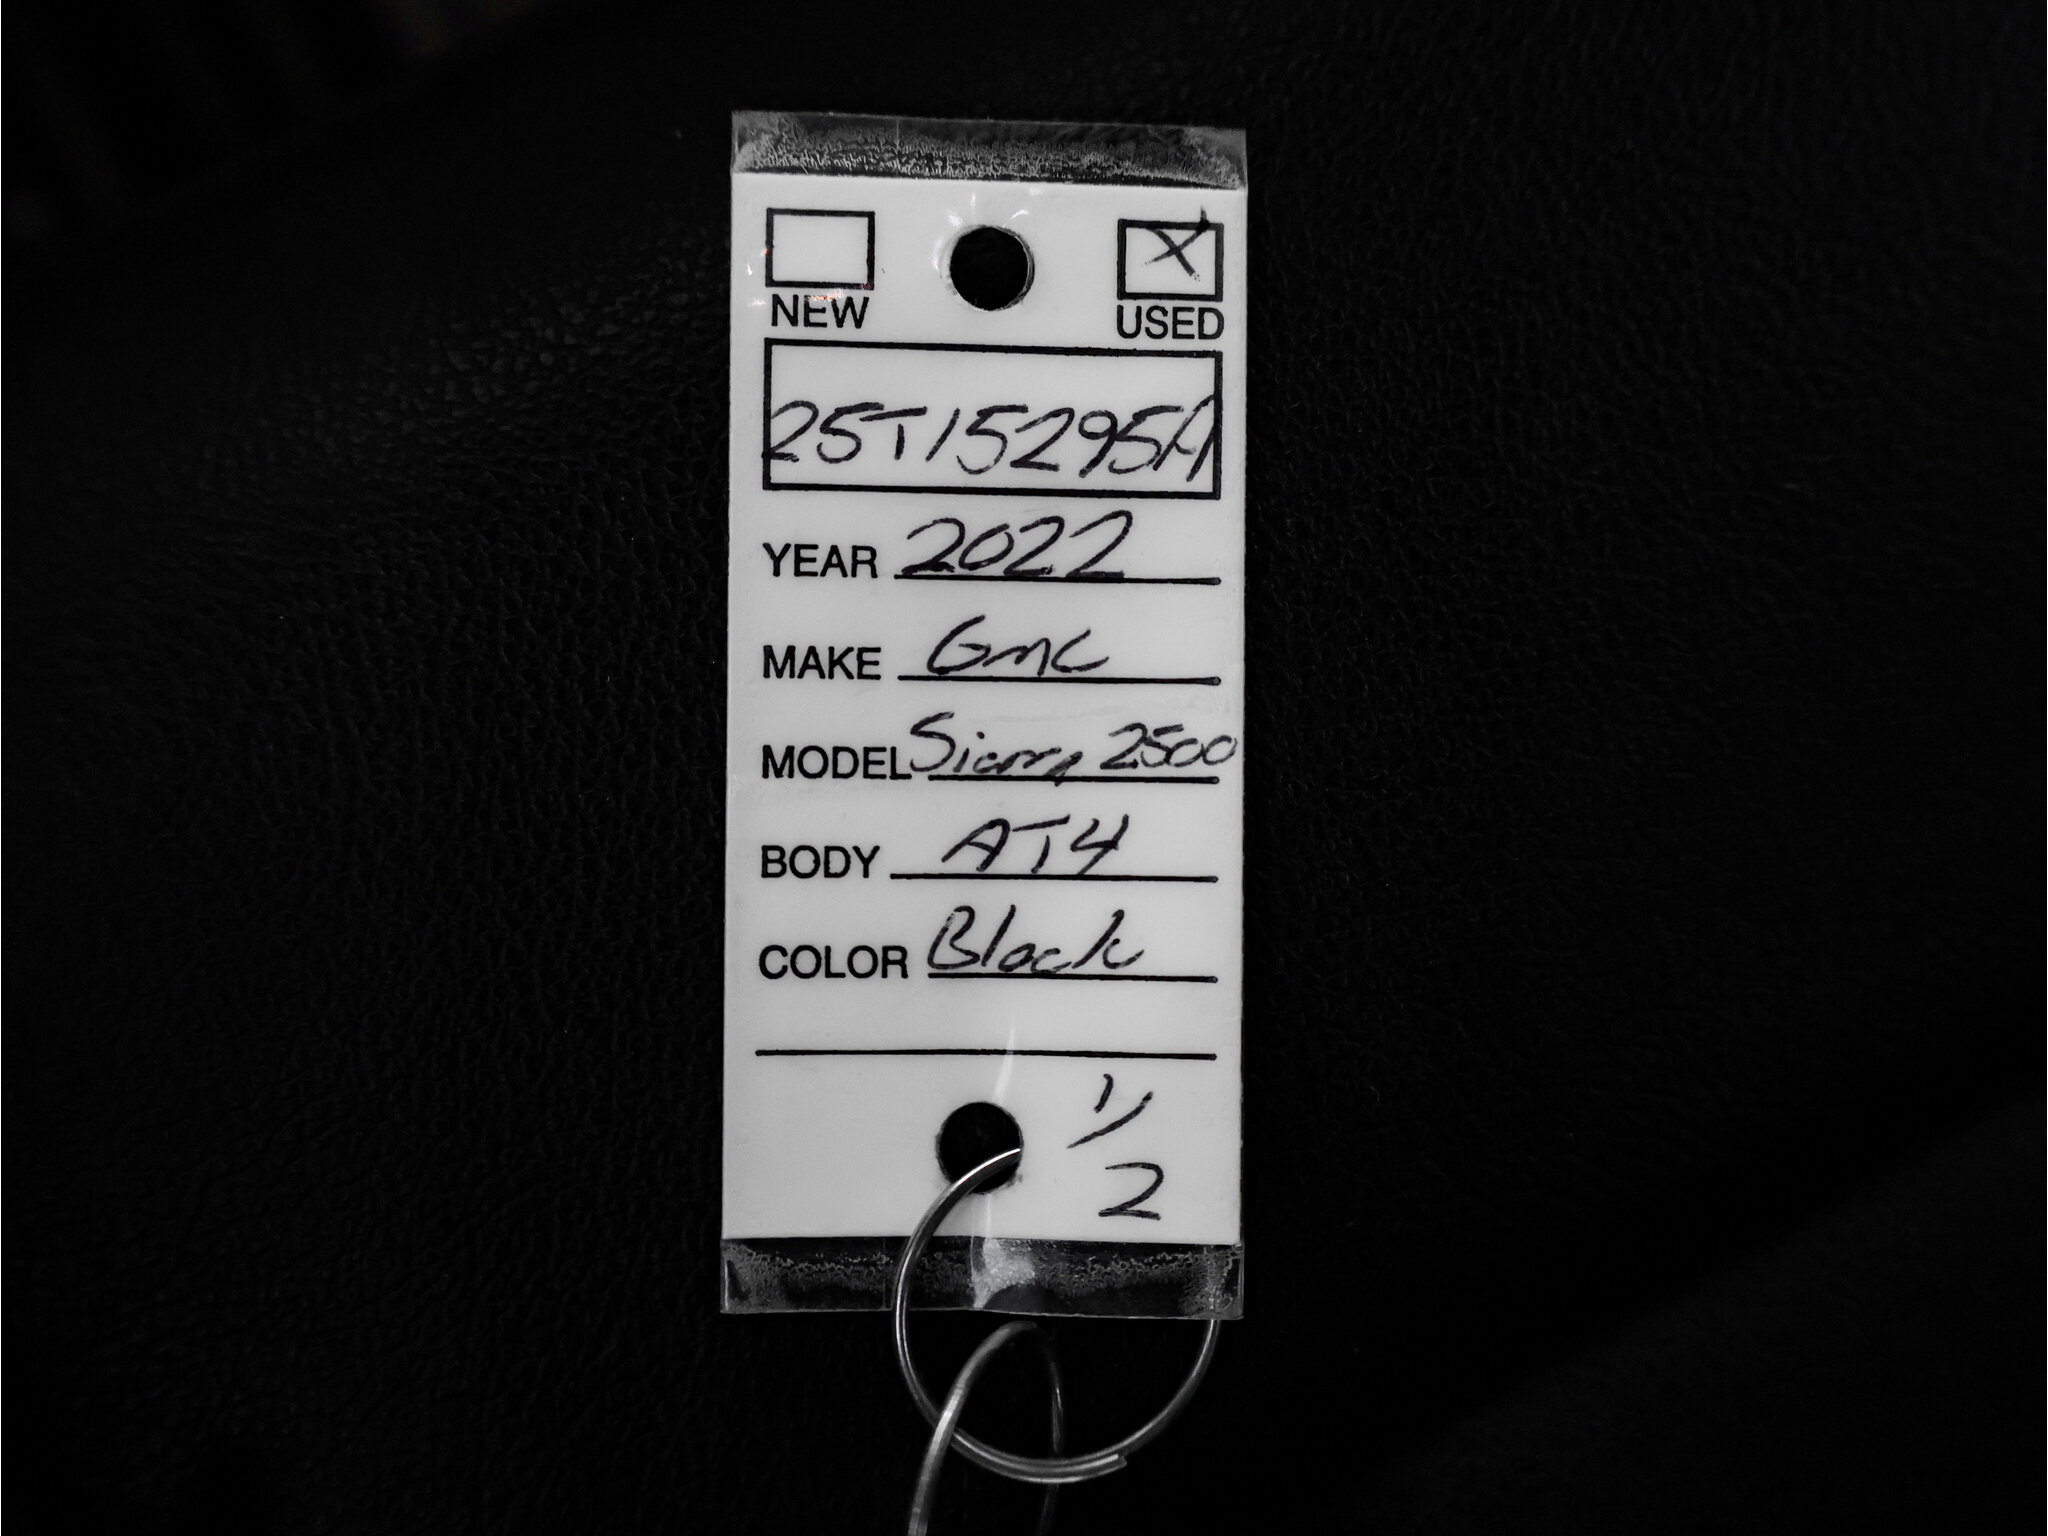 X
NEW USED
25T15295A
YEAR 2022
MAKE GMC
MODEL Sierra 2500
BODY AT4
COLOR Black
1/2